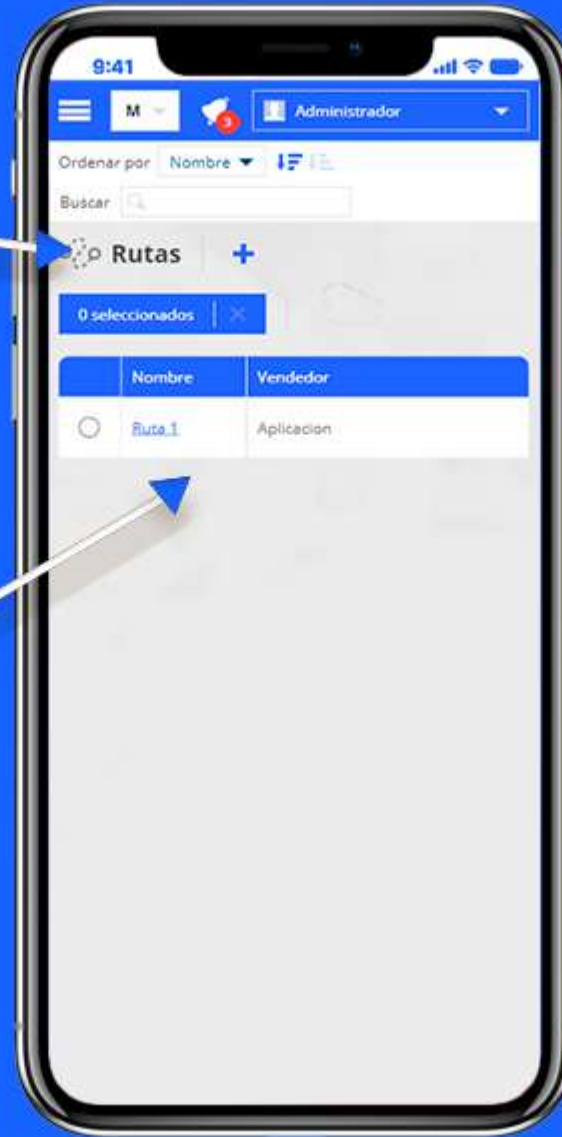 9:41
M
3
Administrador
Ordenar por Nombre
Buscar
Rutas +
0 seleccionados
Nombre Vendedor
Ruta 1 Aplicacion